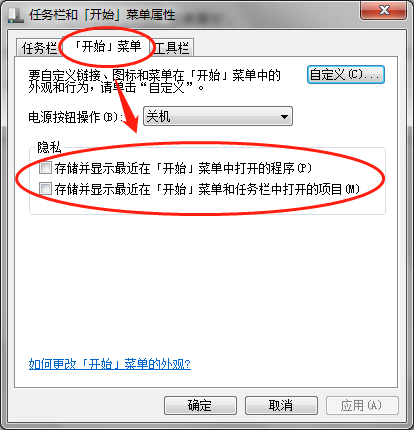 任务栏和「开始」菜单属性
任务栏 「开始」菜单 工具栏
要自定义链接、图标和菜单在「开始」菜单中的
外观和行为，请单击“自定义”。
自定义(C)...
电源按钮操作(B): 关机
隐私
存储并显示最近在「开始」菜单中打开的程序(P)
存储并显示最近在「开始」菜单和任务栏中打开的项目(M)
如何更改「开始」菜单的外观?
确定 取消 应用(A)